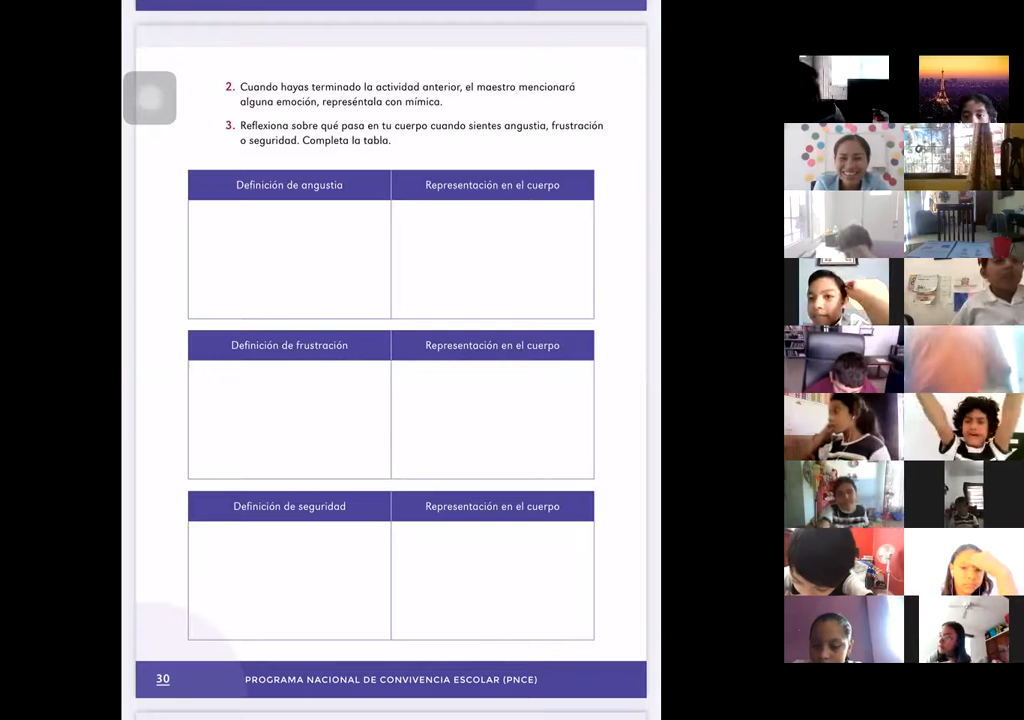 2. Cuando hayas terminado la actividad anterior, el maestro mencionará
alguna emoción, represéntala con mímica.
3. Reflexiona sobre qué pasa en tu cuerpo cuando sientes angustia, frustración
o seguridad. Completa la tabla.
Definición de angustia Representación en el cuerpo
Definición de frustración Representación en el cuerpo
Definición de seguridad Representación en el cuerpo
30 PROGRAMA NACIONAL DE CONVIVENCIA ESCOLAR (PNCE)